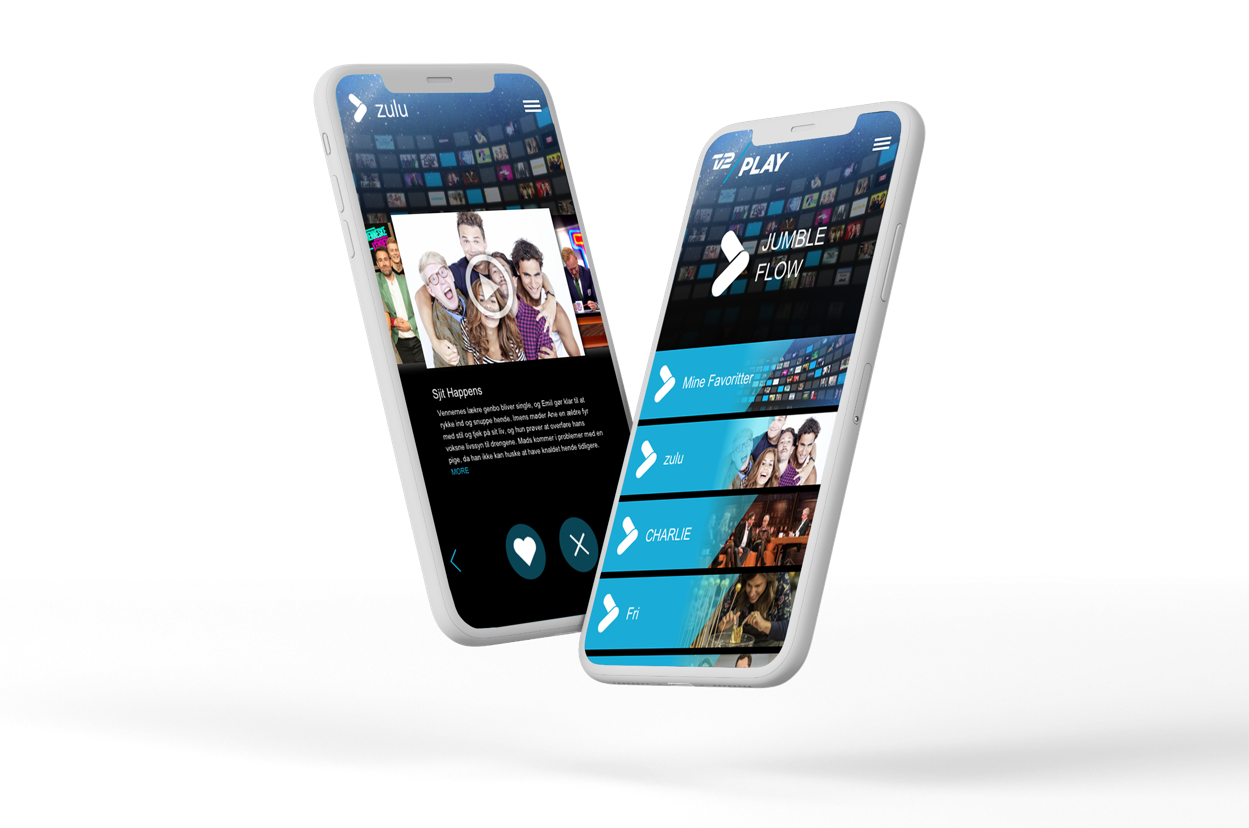 zulu
Sjit Happens
Vennernes lækre genbo bliver single, og Emil gør klar til at
rykke ind og snuppe hende. Imens møder Ane en ældre fyr
med stil og tjek på sit liv, og hun prøver at overføre hans
voksne livssyn til drengene. Mads kommer i problemer med en
pige, da han ikke kan huske at have knaldet hende tidligere.
MORE
TV2 PLAY
JUMBLE
FLOW
Mine Favoritter
zulu
CHARLIE
Fri